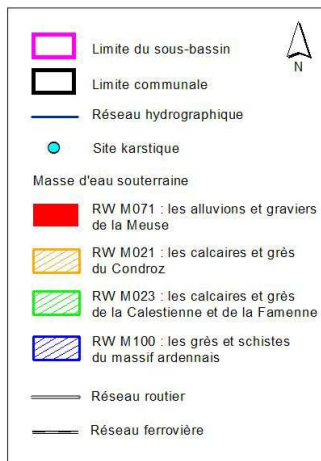 N
Limite du sous-bassin
Limite communale
Réseau hydrographique
Site karstique
Masse d'eau souterraine
RW M071 : les alluvions et graviers
de la Meuse
RW M021 : les calcaires et grès
du Condroz
RW M023 : les calcaires et grès
de la Calestienne et de la Famenne
RW M100 : les grès et schistes
du massif ardennais
Réseau routier
Réseau ferrovière